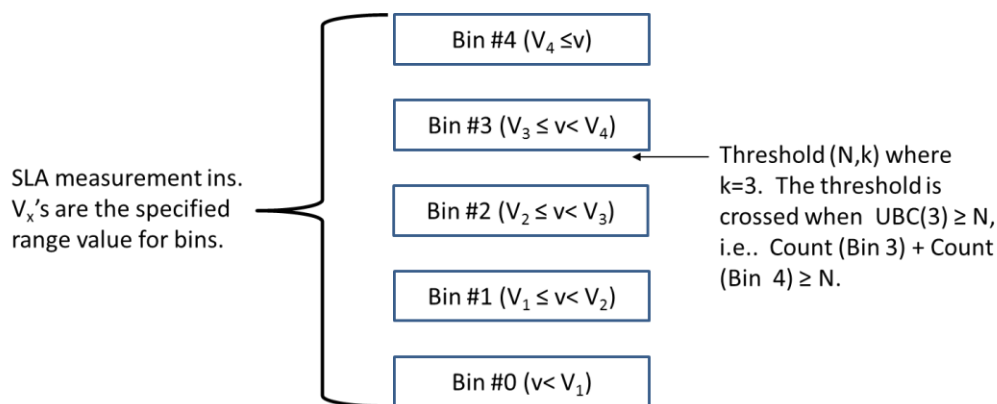 Bin #4 (V₄ ≤v)
Bin #3 (V₃ ≤ v< V₄)
Bin #2 (V₂ ≤ v< V₃)
Bin #1 (V₁ ≤ v< V₂)
Bin #0 (v< V₁)
SLA measurement ins.
Vₓ's are the specified
range value for bins.
Threshold (N,k) where
k=3. The threshold is
crossed when UBC(3) ≥ N,
i.e.. Count (Bin 3) + Count
(Bin 4) ≥ N.